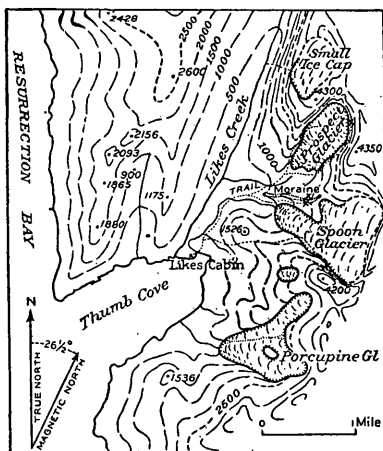 2428
2500
2000
1500
1000
500
2600
Small
Ice Cap
4300
Prospect
Glacier
4350
RESURRECTION BAY
2156
2093
900
1865
1175
1880
Likes Creek
1000
TRAIL
Moraine
1526
Spoon
Glacier
Likes Cabin
Thumb Cove
4200
N
26½°
TRUE NORTH
MAGNETIC NORTH
Porcupine Gl
1536
2600
0 1 Mile